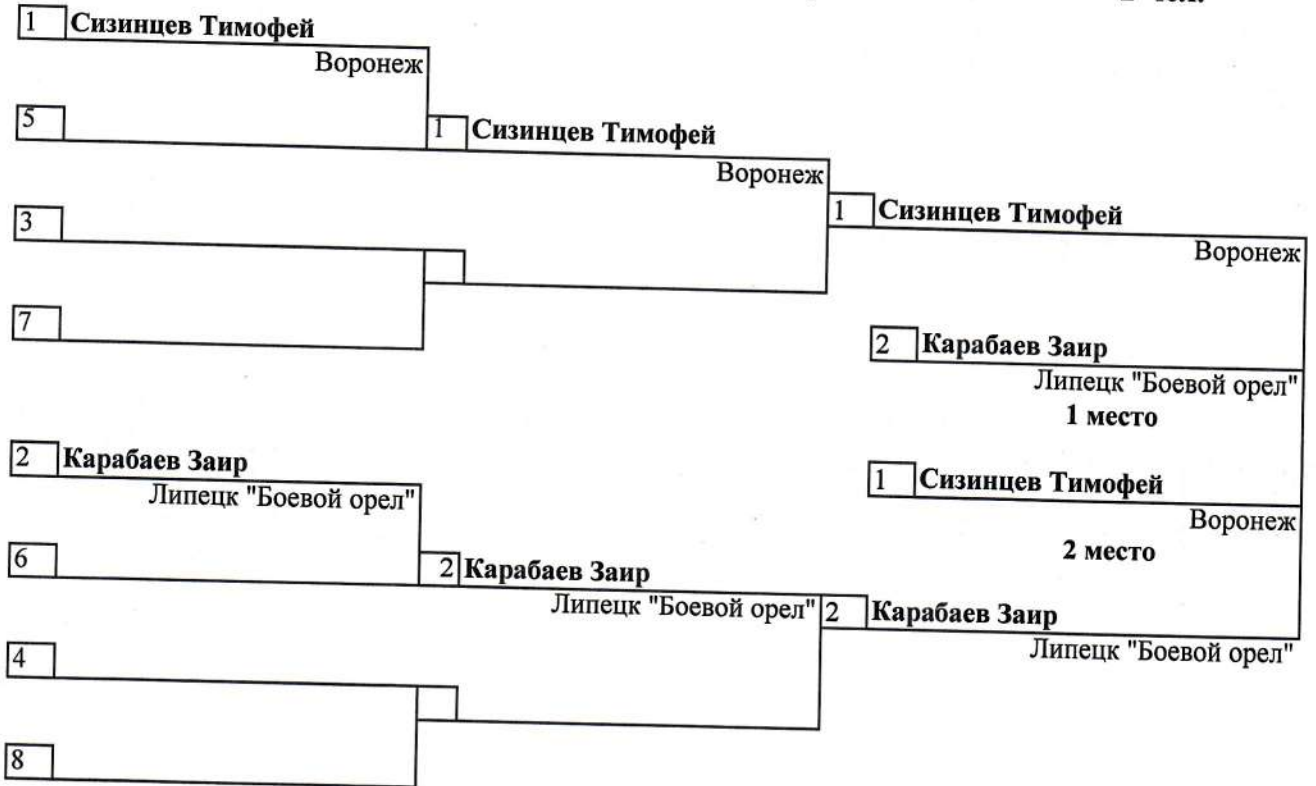 1 Сизинцев Тимофей
Воронеж
5
1 Сизинцев Тимофей
Воронеж
3
1 Сизинцев Тимофей
Воронеж
7
2 Карабаев Заир
Липецк "Боевой орел"
1 место
2 Карабаев Заир
Липецк "Боевой орел"
1 Сизинцев Тимофей
Воронеж
2 место
6
2 Карабаев Заир
Липецк "Боевой орел"
2 Карабаев Заир
Липецк "Боевой орел"
4
8